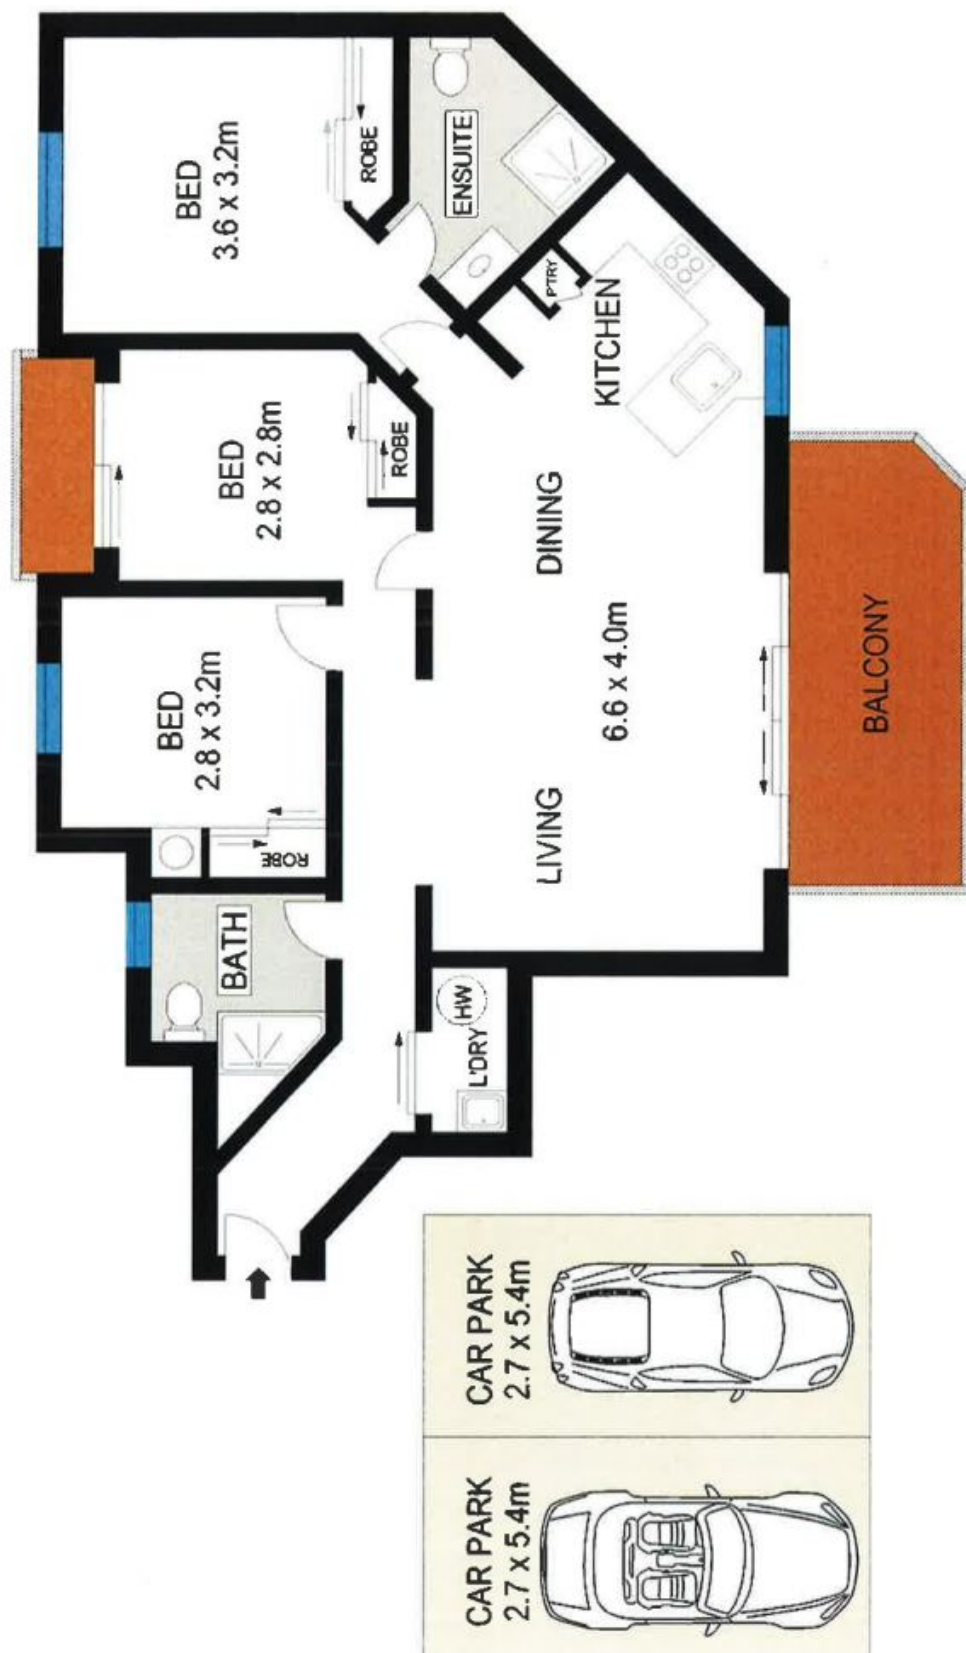 BED
3.6 x 3.2m
ROBE
ENSUITE
BED
2.8 x 2.8m
ROBE
P'TRY
KITCHEN
BED
2.8 x 3.2m
ROBE
DINING
6.6 x 4.0m
LIVING
BALCONY
BATH
L'DRY
HW
CAR PARK
2.7 x 5.4m
CAR PARK
2.7 x 5.4m